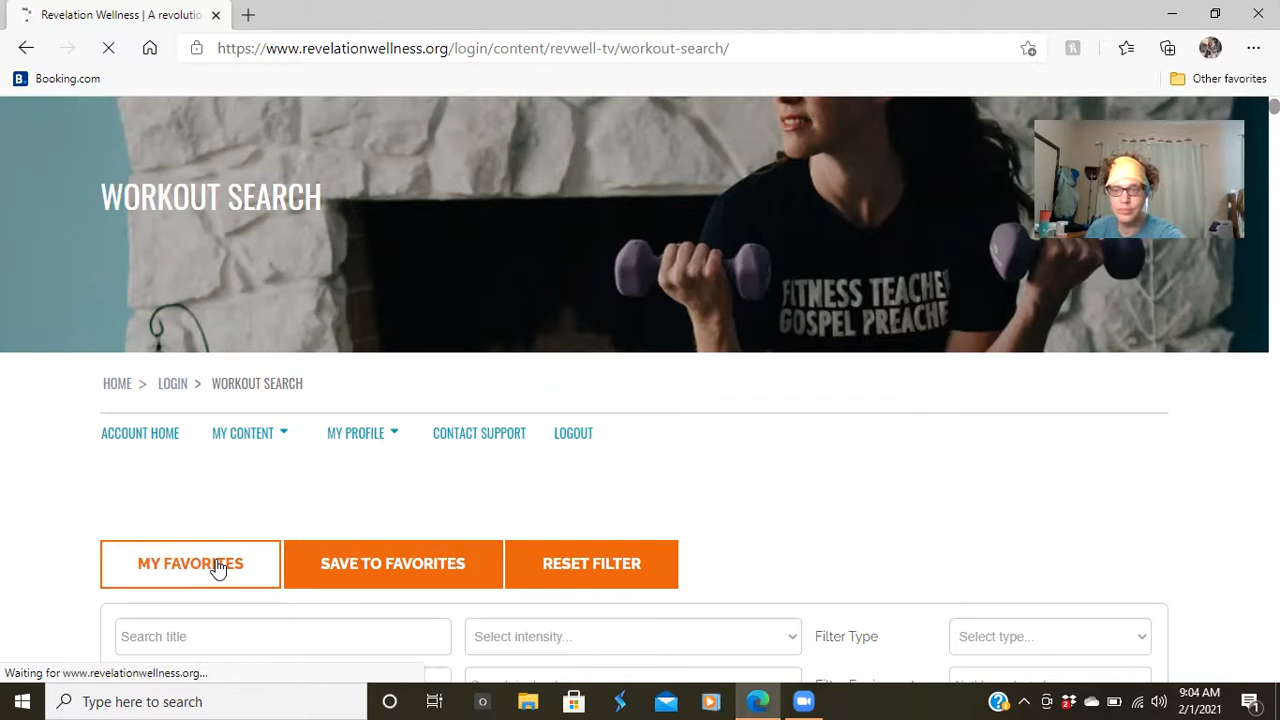 Revelation Wellness | A revolutio
https://www.revelationwellness.org/login/content/revwell-tv/workout-search/
Booking.com
Other favorites
WORKOUT SEARCH
FITNESS TEACHE
GOSPEL PREACHE
HOME > LOGIN > WORKOUT SEARCH
ACCOUNT HOME MY CONTENT MY PROFILE CONTACT SUPPORT LOGOUT
MY FAVORITES SAVE TO FAVORITES RESET FILTER
Search title Select intensity... Filter Type Select type...
Waiting for www.revelationwellness.org...
Type here to search
9:04 AM
2/1/2021